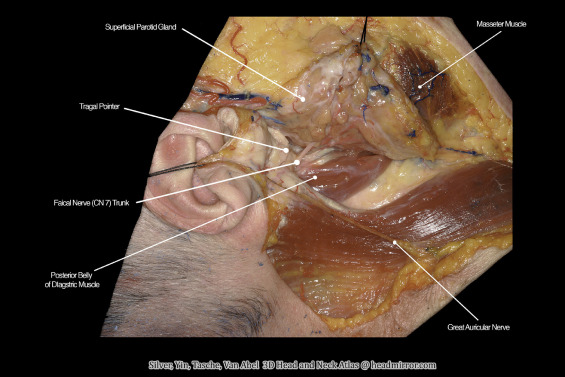 Superficial Parotid Gland
Masseter Muscle
Tragal Pointer
Faical Nerve (CN 7) Trunk
Posterior Belly
of DIagstric Muscle
Great Auricular Nerve
Silver, Yin, Tasche, Van Abel 3D Head and Neck Atlas @ headmirror.com